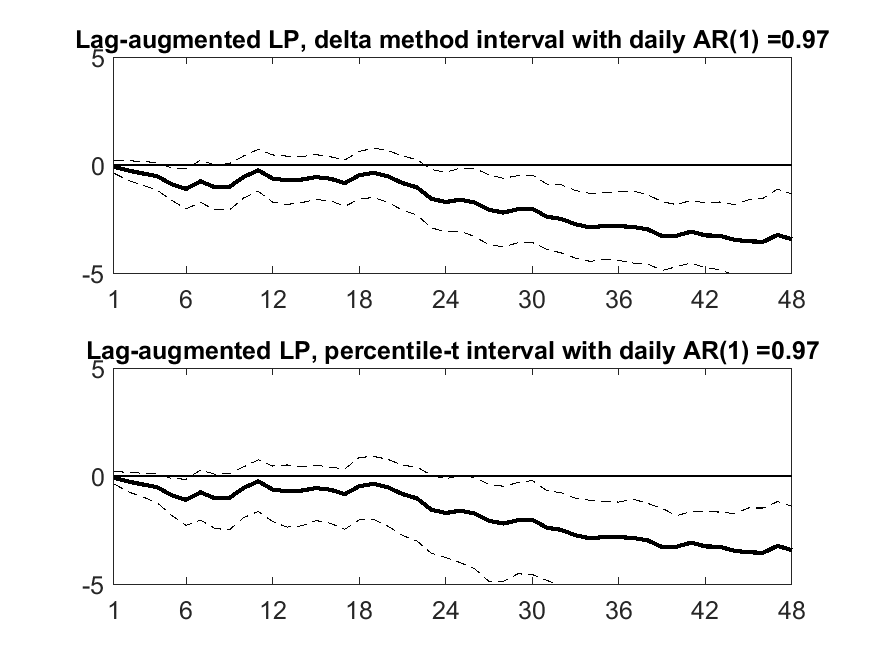 Lag-augmented LP, delta method interval with daily AR(1) =0.97
5
0
-5
1 6 12 18 24 30 36 42 48
Lag-augmented LP, percentile-t interval with daily AR(1) =0.97
5
0
-5
1 6 12 18 24 30 36 42 48